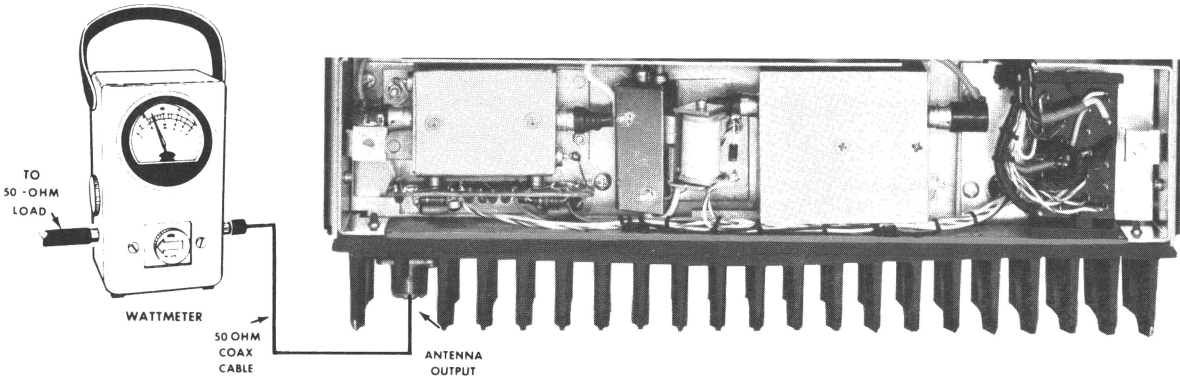 TO
50-OHM
LOAD
WATTMETER
50 OHM
COAX
CABLE
ANTENNA
OUTPUT